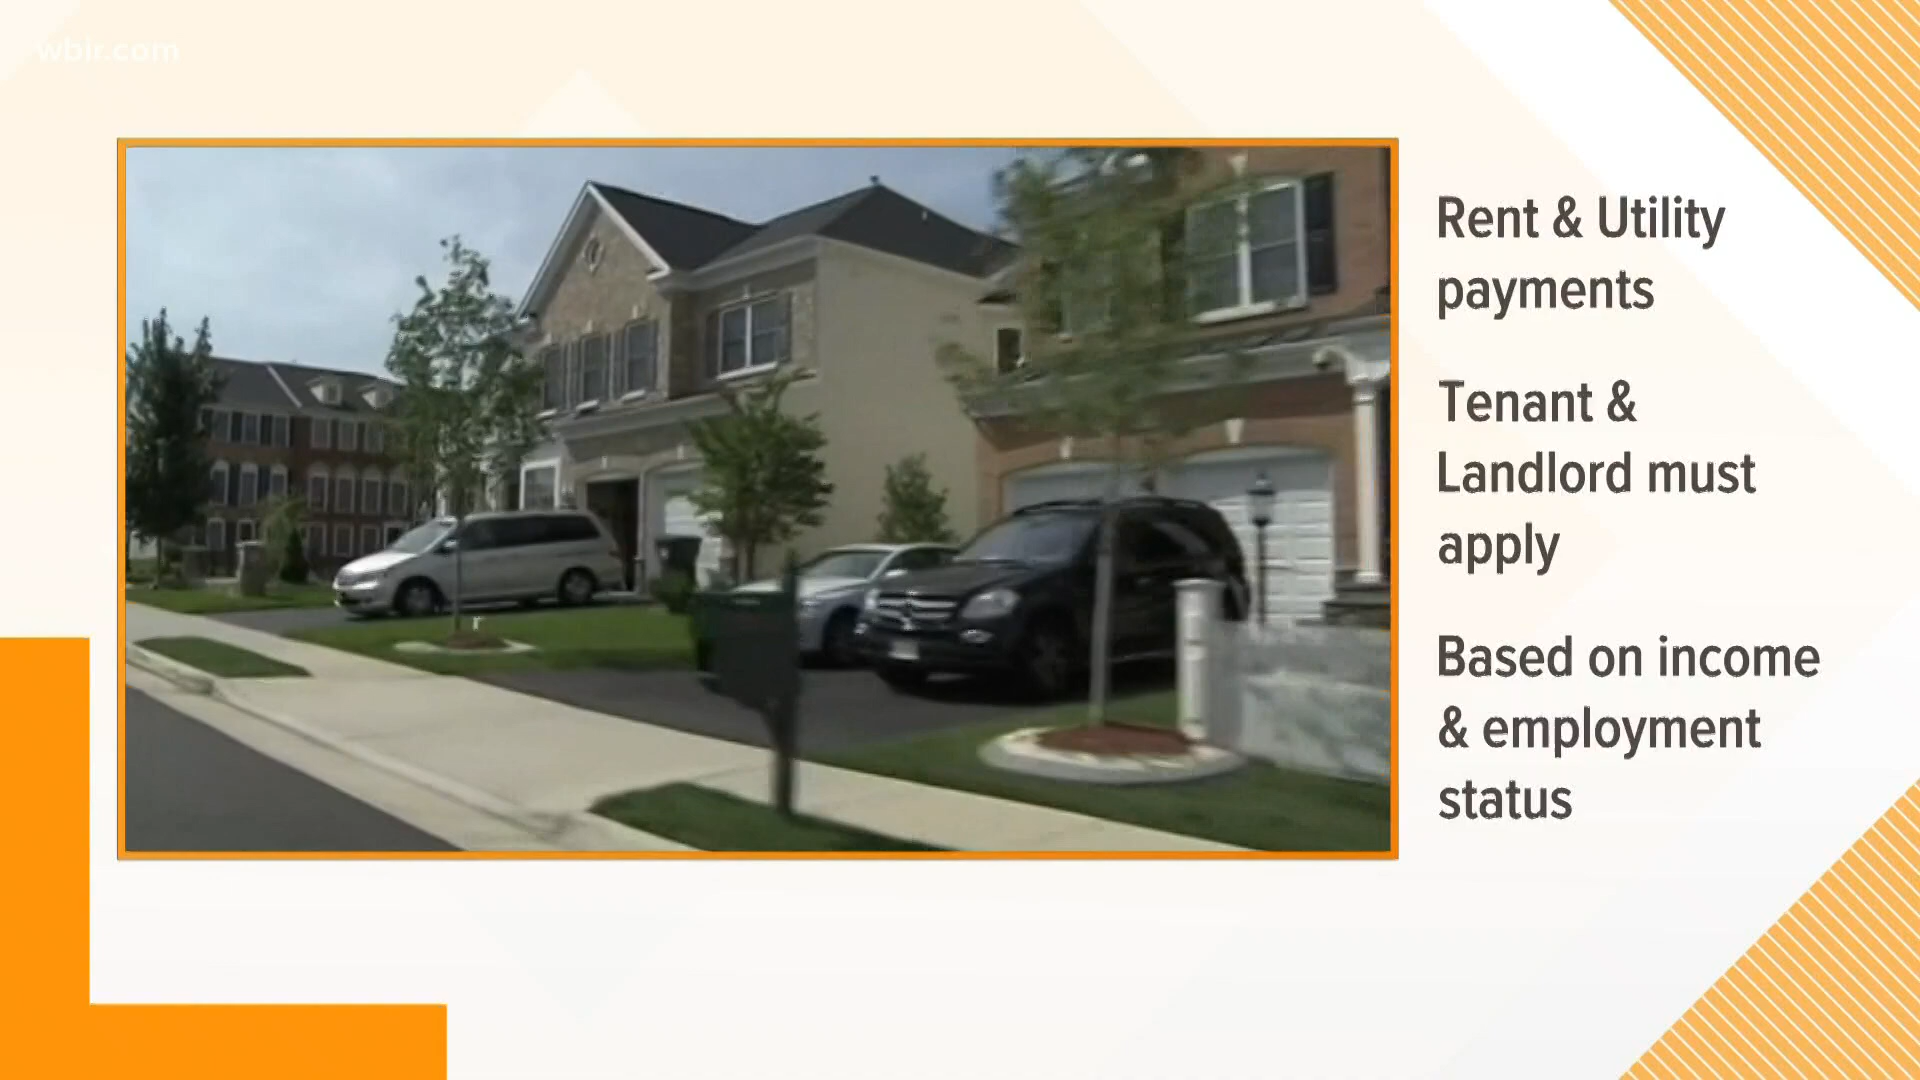 wbir.com
Rent & Utility
payments
Tenant &
Landlord must
apply
Based on income
& employment
status